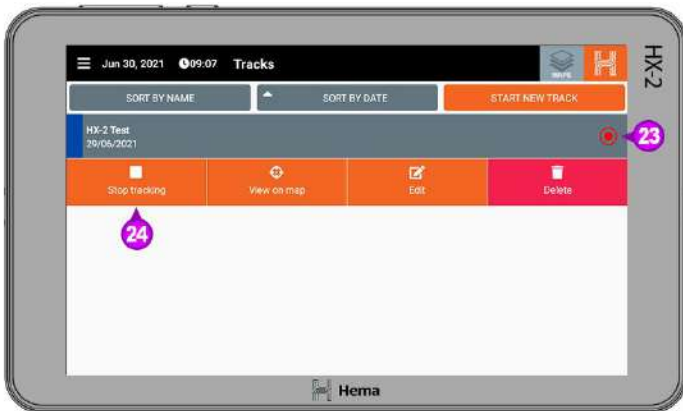 Jun 30, 2021 09:07 Tracks
MAPS
SORT BY NAME
SORT BY DATE
START NEW TRACK
HX-2 Test
29/06/2021
23
Stop tracking
View on map
Edit
Delete
24
Hema
HX-2